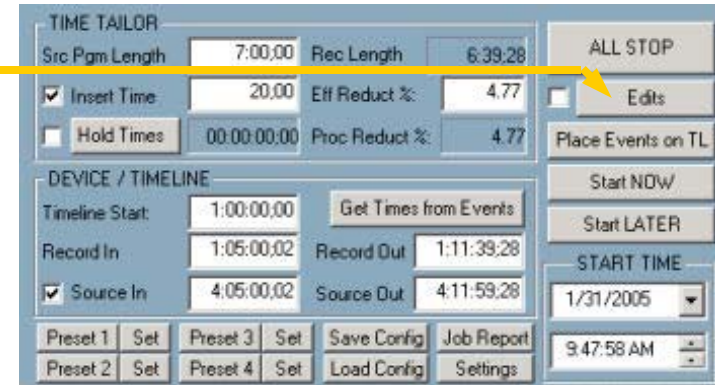 TIME TAILOR
Src Pgm Length 7:00;00 Rec Length 6:39;28
Insert Time 20;00 Eff Reduct %: 4.77
Hold Times 00:00:00;00 Proc Reduct %: 4.77
DEVICE / TIMELINE
Timeline Start: 1:00:00;00 Get Times from Events
Record In 1:05:00;02 Record Out 1:11:39;28
Source In 4:05:00;02 Source Out 4:11:59;28
Preset 1 Set Preset 3 Set Save Config Job Report
Preset 2 Set Preset 4 Set Load Config Settings
ALL STOP
Edits
Place Events on TL
Start NOW
Start LATER
START TIME
1/31/2005
9:47:58 AM